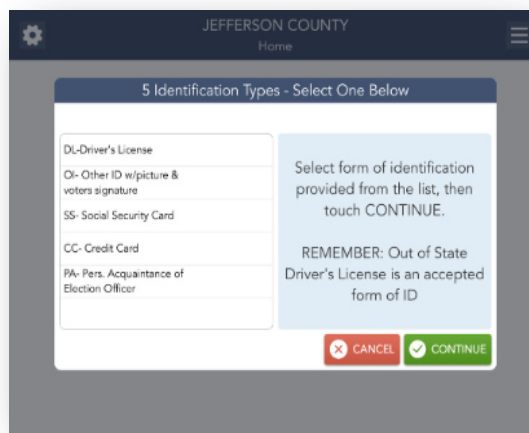 JEFFERSON COUNTY
Home
5 Identification Types - Select One Below
DL-Driver's License
OI- Other ID w/picture &
voters signature
SS- Social Security Card
CC- Credit Card
PA- Pers. Acquaintance of
Election Officer
Select form of identification
provided from the list, then
touch CONTINUE.
REMEMBER: Out of State
Driver's License is an accepted
form of ID
CANCEL
CONTINUE